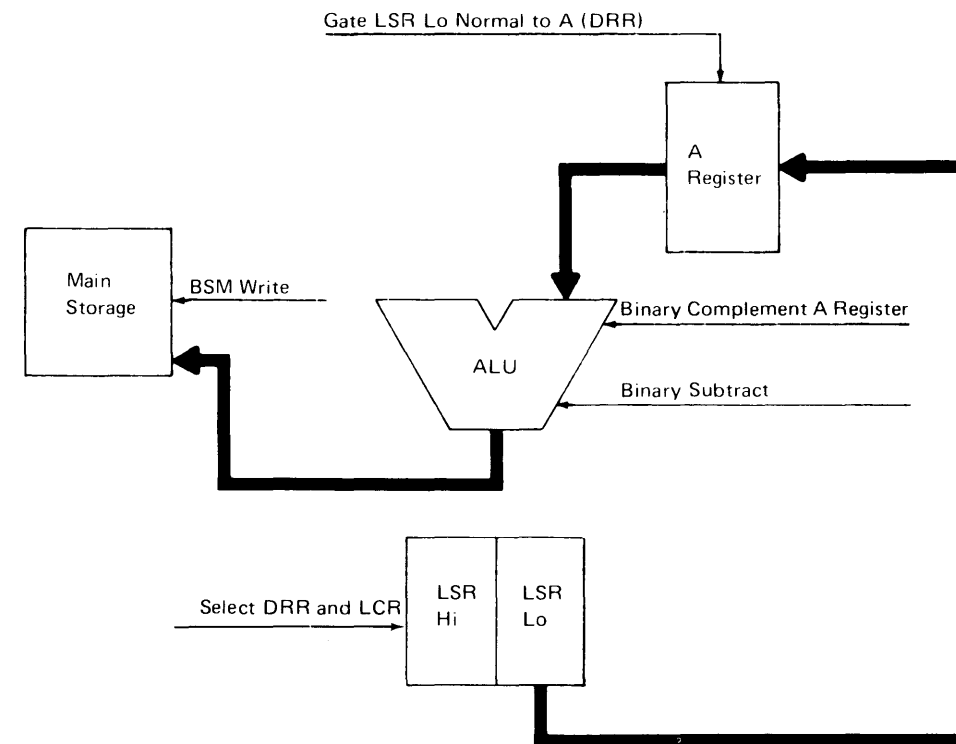 Gate LSR Lo Normal to A (DRR)
A
Register
Main
Storage
BSM Write
Binary Complement A Register
ALU
Binary Subtract
Select DRR and LCR
LSR
Hi
LSR
Lo